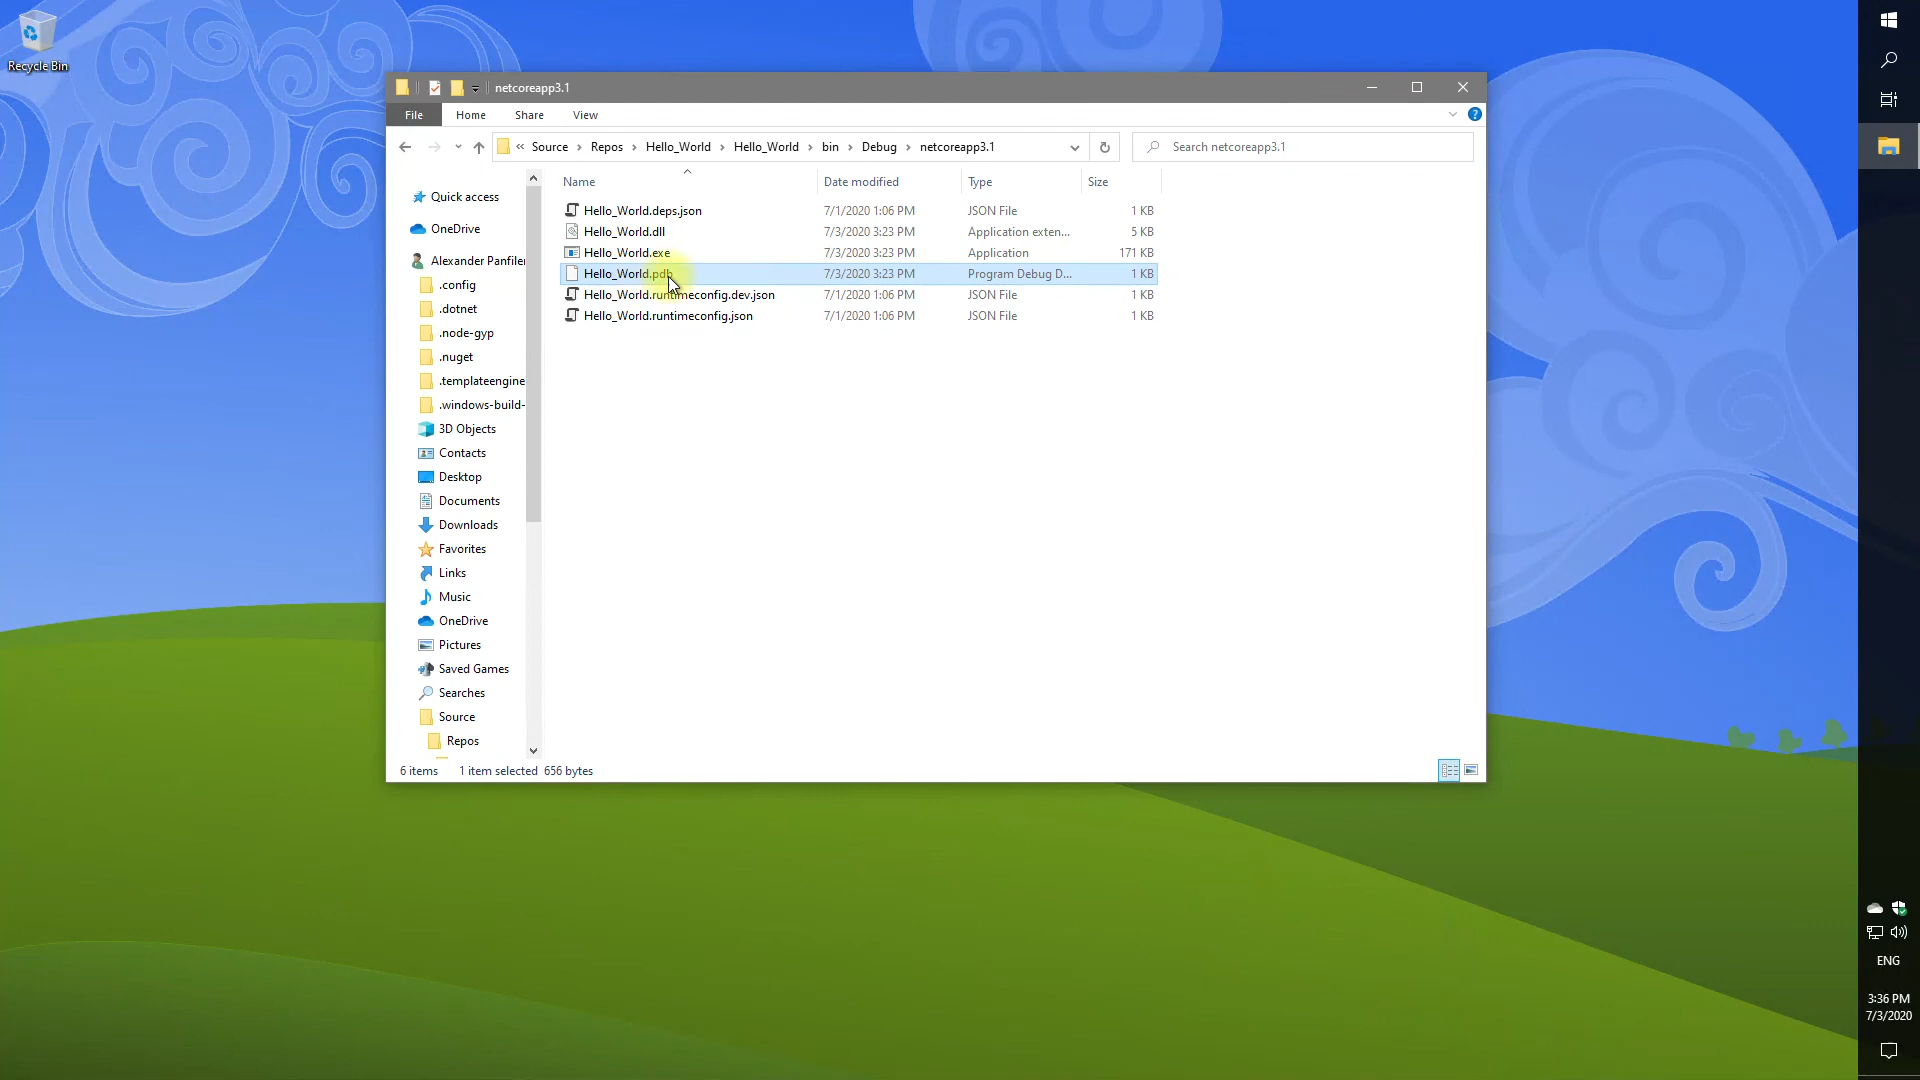 Recycle Bin
netcoreapp3.1
File Home Share View
« Source › Repos › Hello_World › Hello_World › bin › Debug › netcoreapp3.1
Search netcoreapp3.1
Name Date modified Type Size
Hello_World.deps.json 7/1/2020 1:06 PM JSON File 1 KB
Hello_World.dll 7/3/2020 3:23 PM Application exten... 5 KB
Hello_World.exe 7/3/2020 3:23 PM Application 171 KB
Hello_World.pdb 7/3/2020 3:23 PM Program Debug D... 1 KB
Hello_World.runtimeconfig.dev.json 7/1/2020 1:06 PM JSON File 1 KB
Hello_World.runtimeconfig.json 7/1/2020 1:06 PM JSON File 1 KB
Quick access
OneDrive
Alexander Panfiler
.config
.dotnet
.node-gyp
.nuget
.templateengine
.windows-build-
3D Objects
Contacts
Desktop
Documents
Downloads
Favorites
Links
Music
OneDrive
Pictures
Saved Games
Searches
Source
Repos
6 items 1 item selected 656 bytes
ENG
3:36 PM
7/3/2020